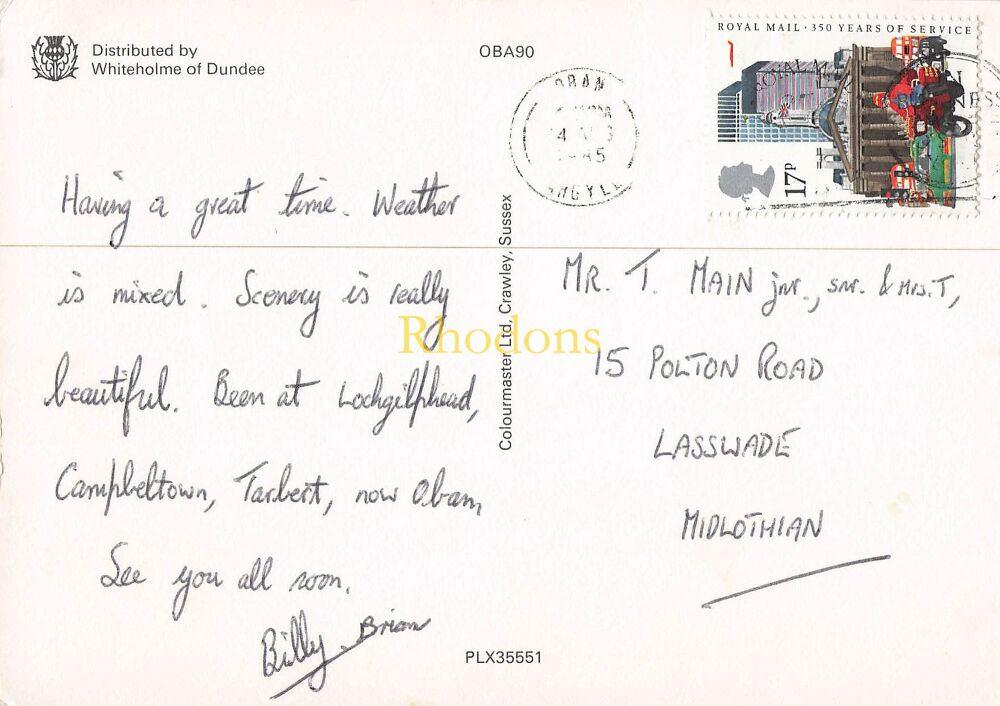 Distributed by
Whiteholme of Dundee
OBA90
ROYAL MAIL · 350 YEARS OF SERVICE
17P
OBAN
1985
ARGYLL
Having a great time. Weather
is mixed. Scenery is really
beautiful. Been at Lochgilphead,
Campbeltown, Tarbert, now Oban,
See you all soon.
Billy. Brian
Colourmaster Ltd, Crawley, Sussex
Rhodons
MR. T. MAIN jnr., snr. & Mrs. T,
15 POLTON ROAD
LASSWADE
MIDLOTHIAN
PLX35551